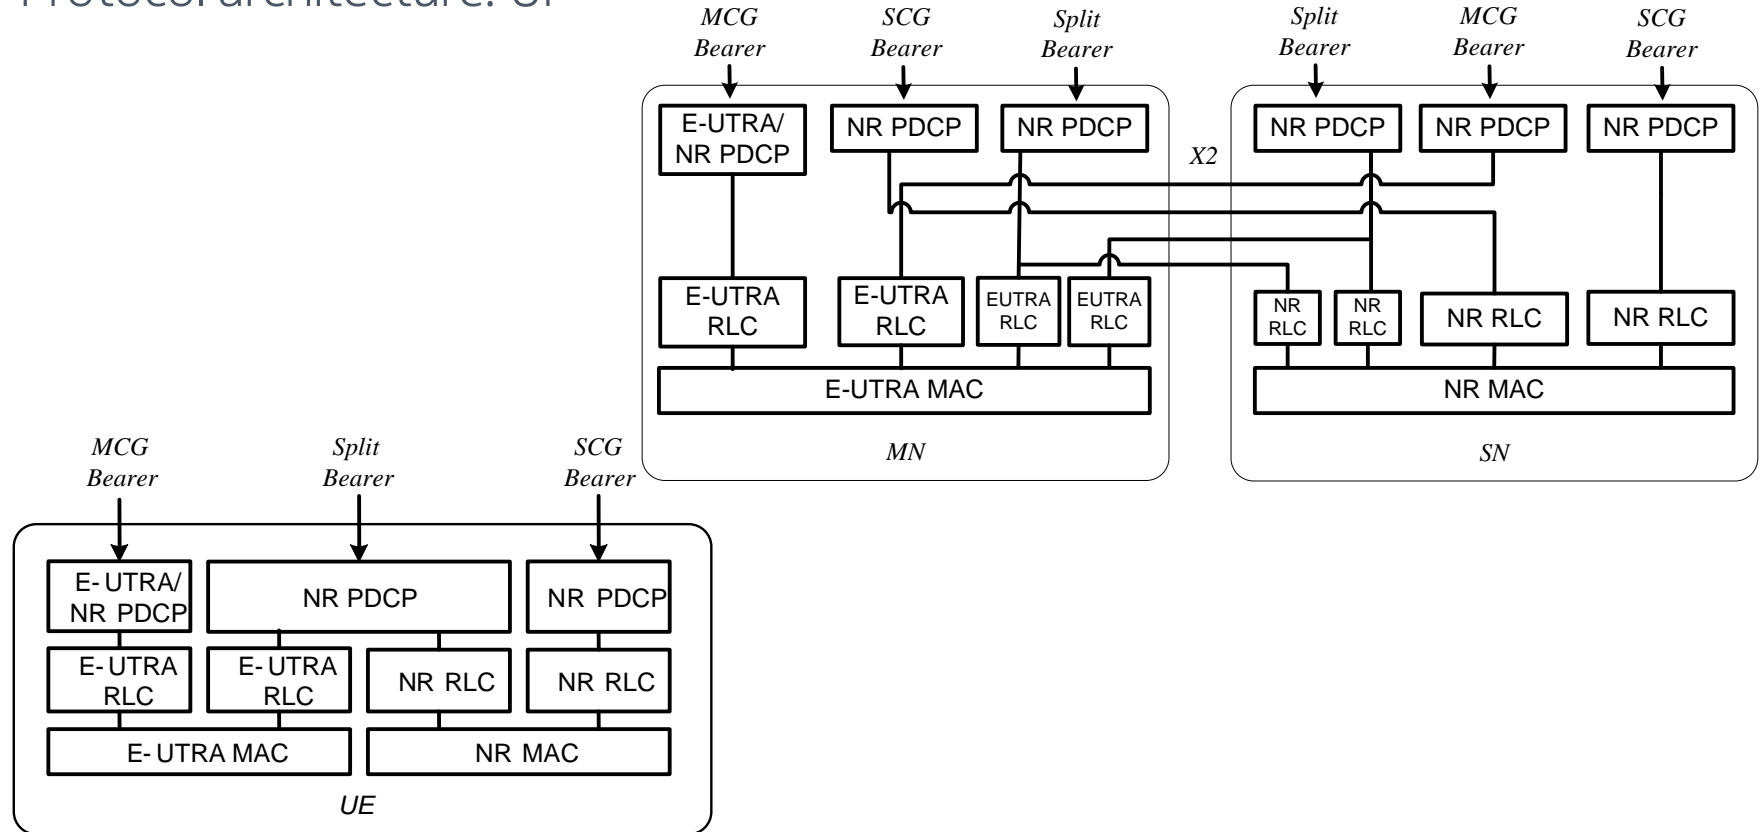 Protocol architecture: UP
MCG
Bearer
SCG
Bearer
Split
Bearer
Split
Bearer
MCG
Bearer
SCG
Bearer
E-UTRA/
NR PDCP
NR PDCP
NR PDCP
X2
NR PDCP
NR PDCP
NR PDCP
E-UTRA
RLC
E-UTRA
RLC
EUTRA
RLC
EUTRA
RLC
NR
RLC
NR
RLC
NR RLC
NR RLC
E-UTRA MAC
NR MAC
MN
SN
MCG
Bearer
Split
Bearer
SCG
Bearer
E- UTRA/
NR PDCP
NR PDCP
NR PDCP
E- UTRA
RLC
E- UTRA
RLC
NR RLC
NR RLC
E- UTRA MAC
NR MAC
UE